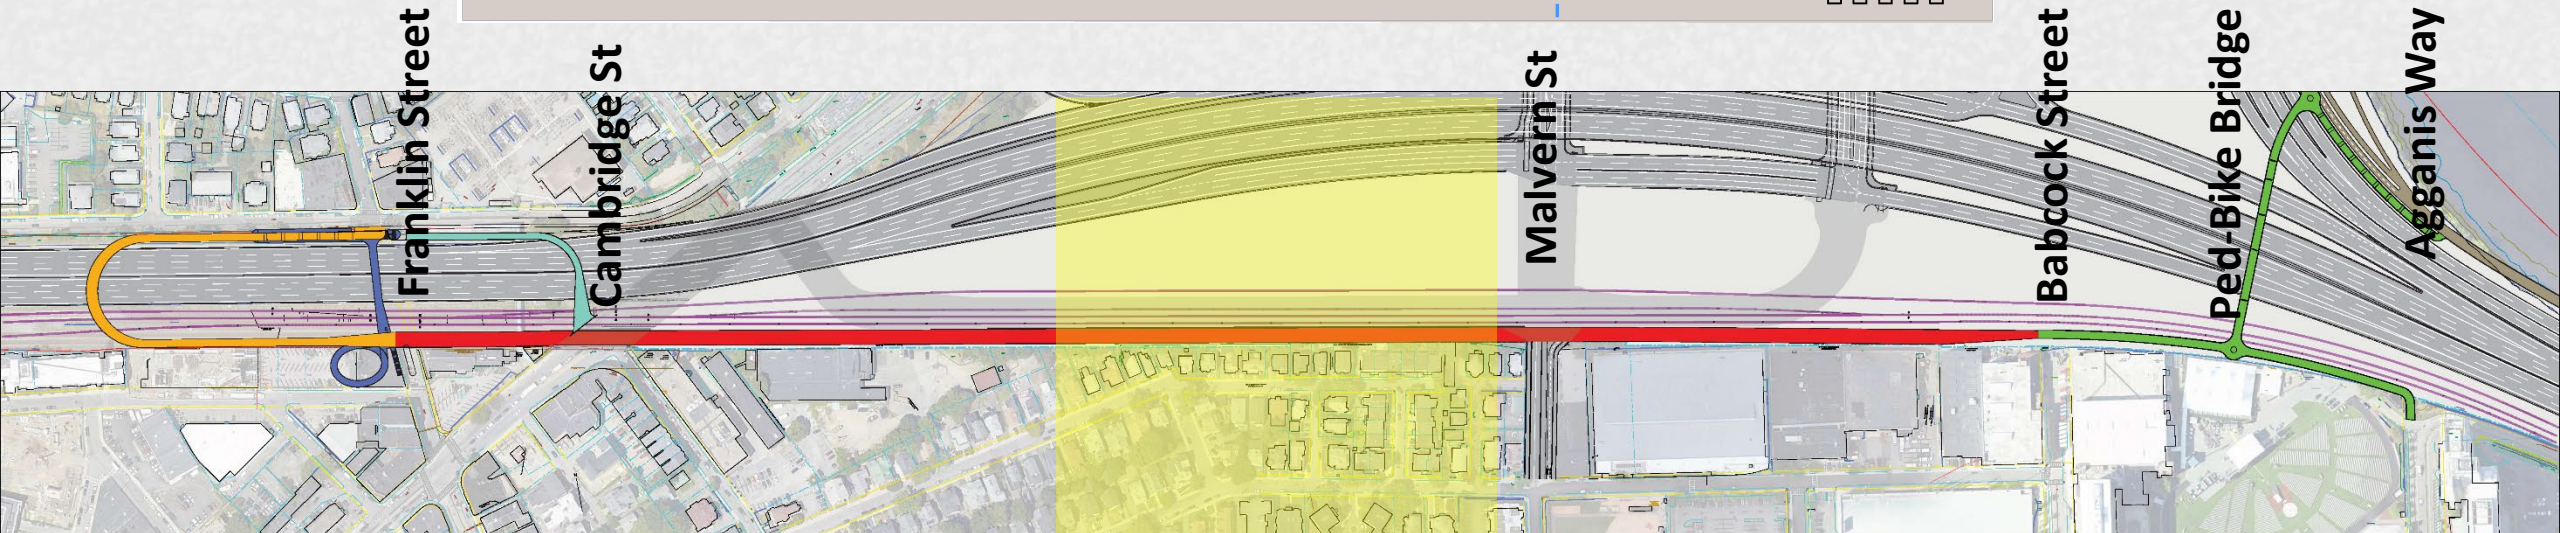 Franklin Street
Cambridge St
Malvern St
Babcock Street
Ped-Bike Bridge
Agganis Way